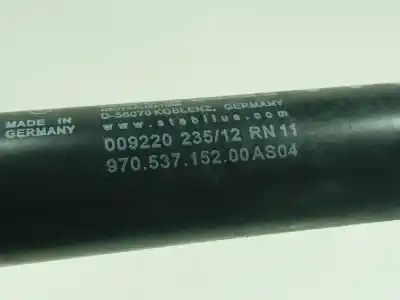 D-56070 KOBLENZ, GERMANY
MADE IN
GERMANY
www.stabilus.com
009220 235/12 RN 11
970.537.152.00AS04